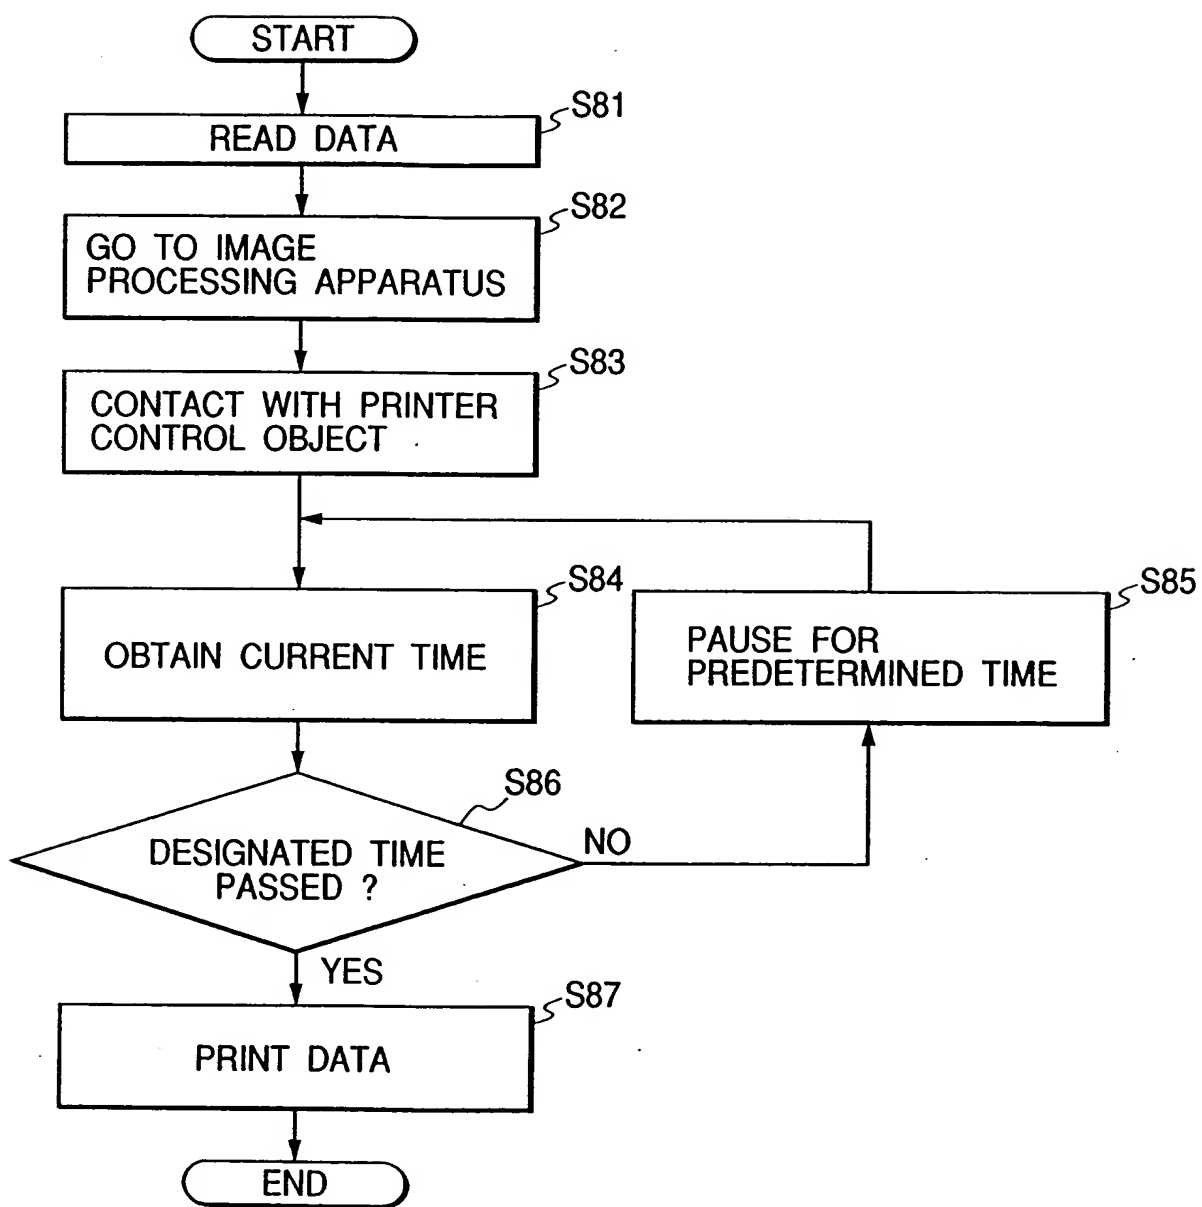 START
S81
READ DATA
S82
GO TO IMAGE
PROCESSING APPARATUS
S83
CONTACT WITH PRINTER
CONTROL OBJECT
S84
OBTAIN CURRENT TIME
S85
PAUSE FOR
PREDETERMINED TIME
S86
DESIGNATED TIME
PASSED ?
NO
YES
S87
PRINT DATA
END